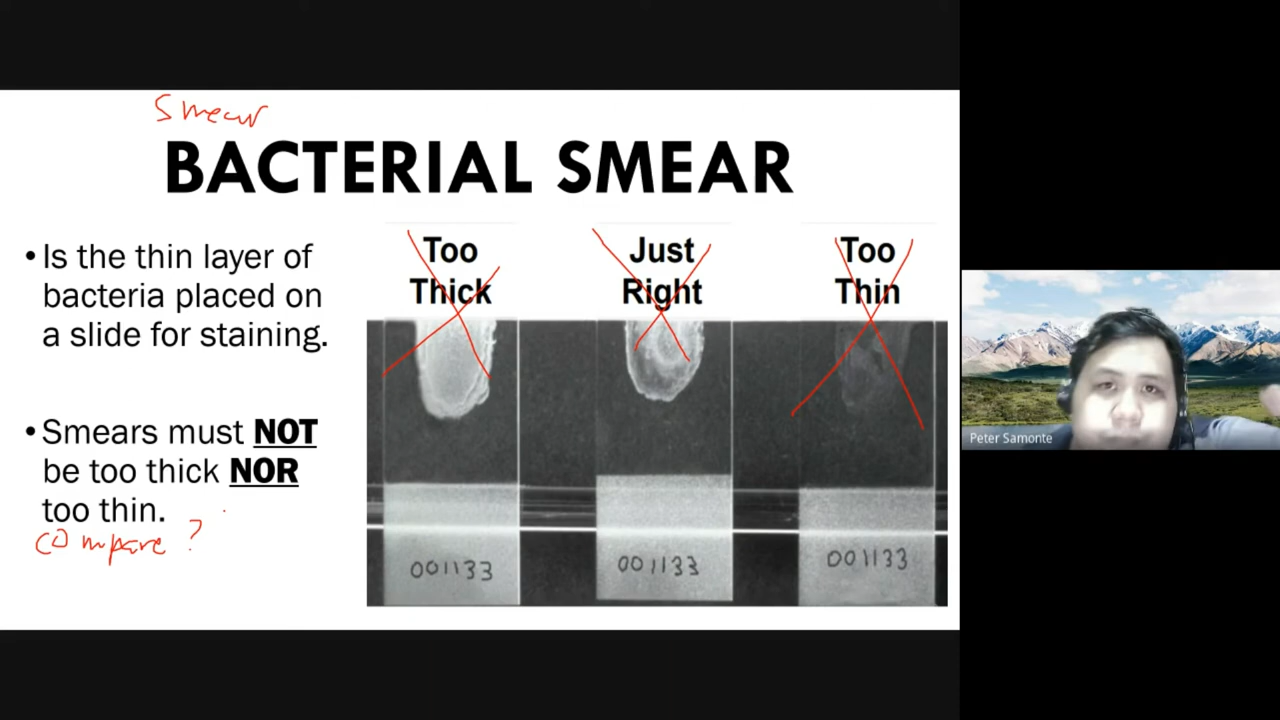 Smear
BACTERIAL SMEAR
• Is the thin layer of
bacteria placed on
a slide for staining.
• Smears must NOT
be too thick NOR
too thin.
compare?
Too
Thick
Just
Right
Too
Thin
001133
001133
001133
Peter Samonte